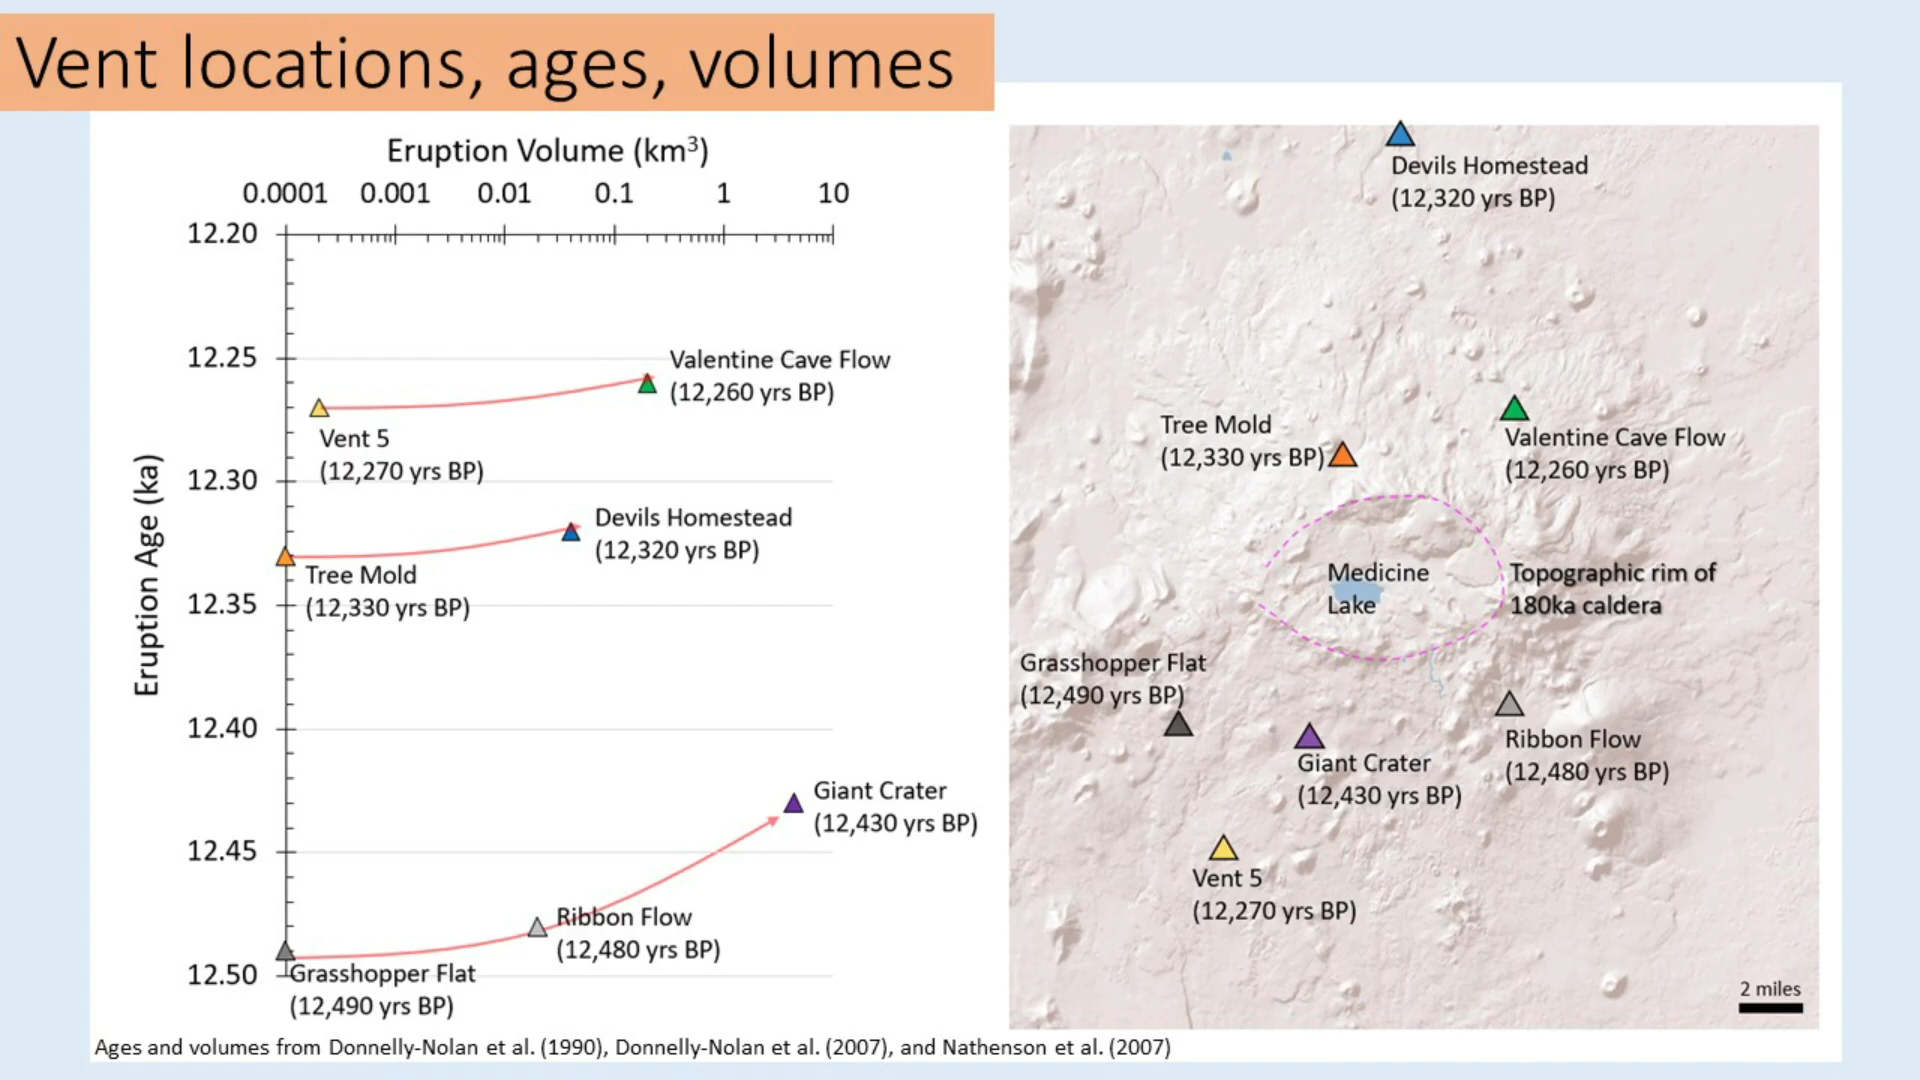 Vent locations, ages, volumes
Eruption Volume (km³)
0.0001 0.001 0.01 0.1 1 10
Eruption Age (ka)
12.20
12.25
12.30
12.35
12.40
12.45
12.50
Valentine Cave Flow
(12,260 yrs BP)
Vent 5
(12,270 yrs BP)
Devils Homestead
(12,320 yrs BP)
Tree Mold
(12,330 yrs BP)
Giant Crater
(12,430 yrs BP)
Ribbon Flow
(12,480 yrs BP)
Grasshopper Flat
(12,490 yrs BP)
Devils Homestead
(12,320 yrs BP)
Tree Mold
(12,330 yrs BP)
Valentine Cave Flow
(12,260 yrs BP)
Medicine
Lake
Topographic rim of
180ka caldera
Grasshopper Flat
(12,490 yrs BP)
Giant Crater
(12,430 yrs BP)
Ribbon Flow
(12,480 yrs BP)
Vent 5
(12,270 yrs BP)
2 miles
Ages and volumes from Donnelly-Nolan et al. (1990), Donnelly-Nolan et al. (2007), and Nathenson et al. (2007)